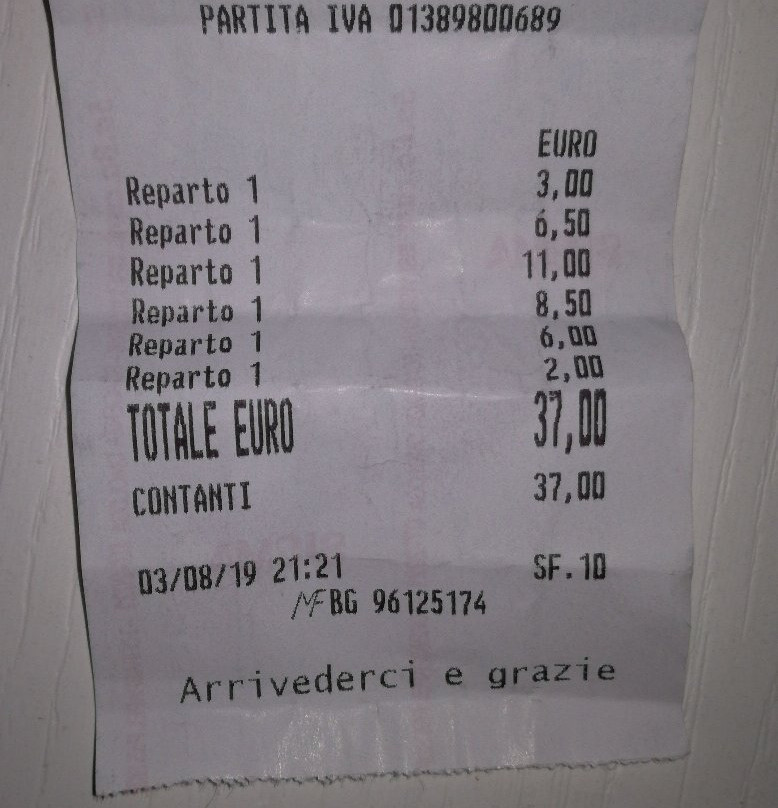 PARTITA IVA 01389800689
EURO
Reparto 1 3,00
Reparto 1 6,50
Reparto 1 11,00
Reparto 1 8,50
Reparto 1 6,00
Reparto 1 2,00
TOTALE EURO 37,00
CONTANTI 37,00
03/08/19 21:21 SF.10
MF BG 96125174
Arrivederci e grazie